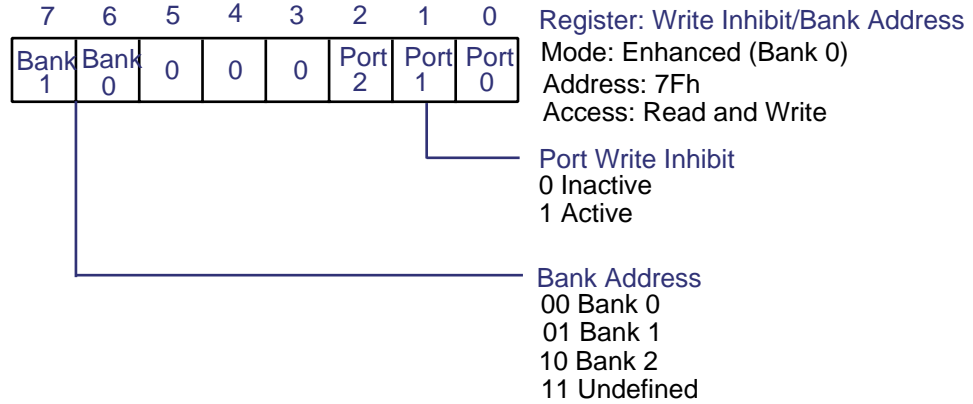 7 6 5 4 3 2 1 0
Bank 1 Bank 0 0 0 0 Port 2 Port 1 Port 0
Register: Write Inhibit/Bank Address
Mode: Enhanced (Bank 0)
Address: 7Fh
Access: Read and Write
Port Write Inhibit
0 Inactive
1 Active
Bank Address
00 Bank 0
01 Bank 1
10 Bank 2
11 Undefined